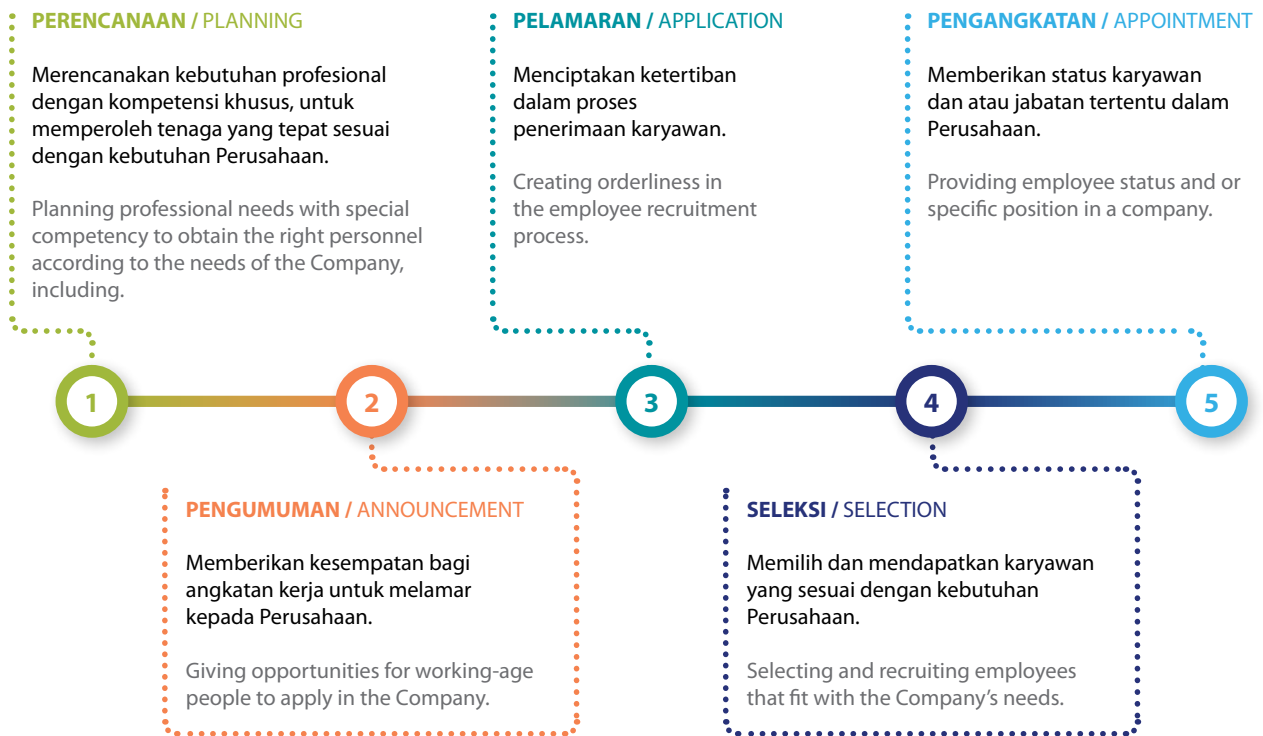 PERENCANAAN / PLANNING
Merencanakan kebutuhan profesional
dengan kompetensi khusus, untuk
memperoleh tenaga yang tepat sesuai
dengan kebutuhan Perusahaan.
Planning professional needs with special
competency to obtain the right personnel
according to the needs of the Company,
including.
PELAMARAN / APPLICATION
Menciptakan ketertiban
dalam proses
penerimaan karyawan.
Creating orderliness in
the employee recruitment
process.
PENGANGKATAN / APPOINTMENT
Memberikan status karyawan
dan atau jabatan tertentu dalam
Perusahaan.
Providing employee status and or
specific position in a company.
1
2
3
4
5
PENGUMUMAN / ANNOUNCEMENT
Memberikan kesempatan bagi
angkatan kerja untuk melamar
kepada Perusahaan.
Giving opportunities for working-age
people to apply in the Company.
SELEKSI / SELECTION
Memilih dan mendapatkan karyawan
yang sesuai dengan kebutuhan
Perusahaan.
Selecting and recruiting employees
that fit with the Company's needs.